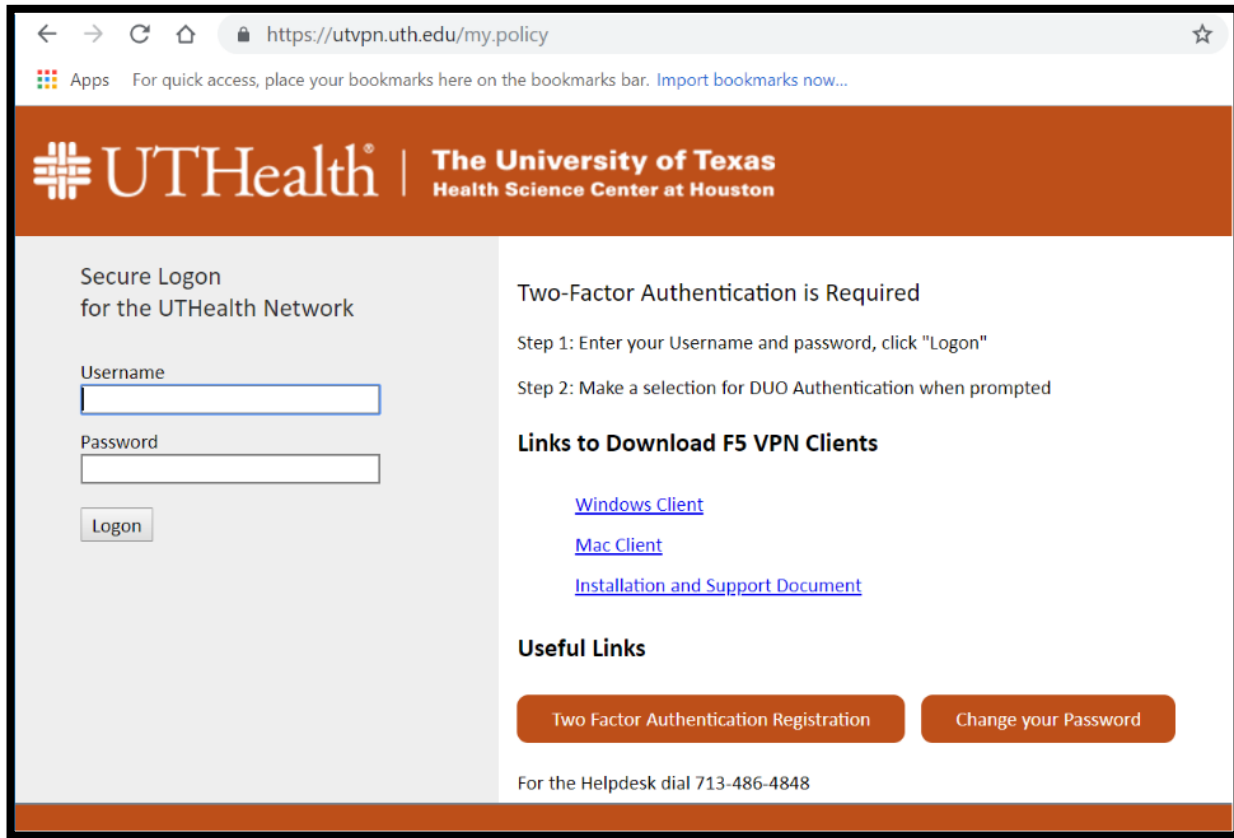 https://utvpn.uth.edu/my.policy
Apps For quick access, place your bookmarks here on the bookmarks bar. Import bookmarks now...
UTHealth® | The University of Texas
Health Science Center at Houston
Secure Logon
for the UTHealth Network
Username
Password
Logon
Two-Factor Authentication is Required
Step 1: Enter your Username and password, click "Logon"
Step 2: Make a selection for DUO Authentication when prompted
Links to Download F5 VPN Clients
Windows Client
Mac Client
Installation and Support Document
Useful Links
Two Factor Authentication Registration Change your Password
For the Helpdesk dial 713-486-4848